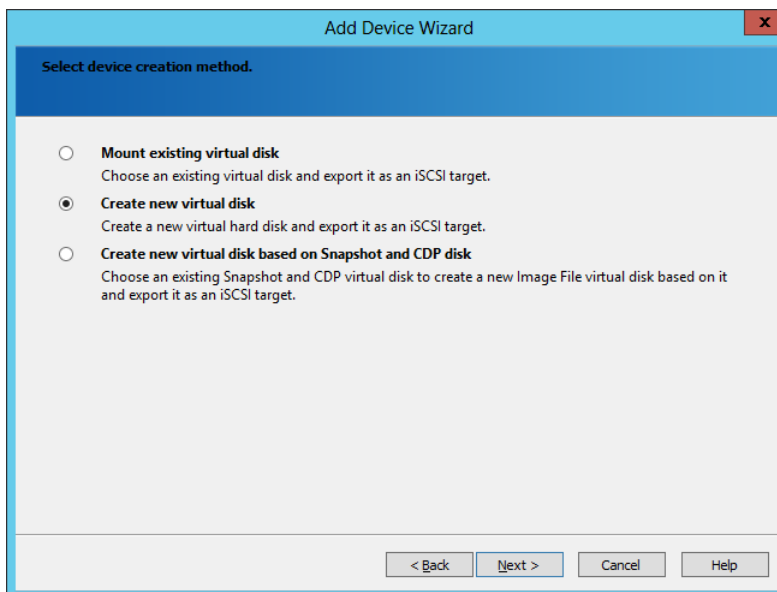 Add Device Wizard
x
Select device creation method.
Mount existing virtual disk
Choose an existing virtual disk and export it as an iSCSI target.
Create new virtual disk
Create a new virtual hard disk and export it as an iSCSI target.
Create new virtual disk based on Snapshot and CDP disk
Choose an existing Snapshot and CDP virtual disk to create a new Image File virtual disk based on it
and export it as an iSCSI target.
< Back
Next >
Cancel
Help